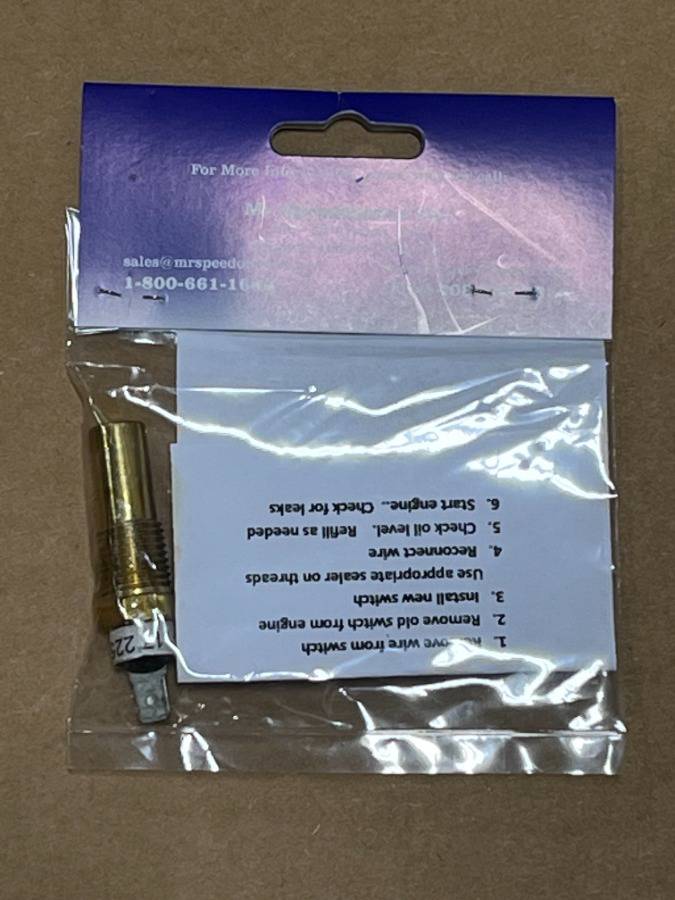 For More
sales@mrspeedo
1-800-661-16
1. Remove wire from switch
2. Remove old switch from engine
3. Install new switch
Use appropriate sealer on threads
4. Reconnect wire
5. Check oil level. Refill as needed
6. Start engine.. Check for leaks
225